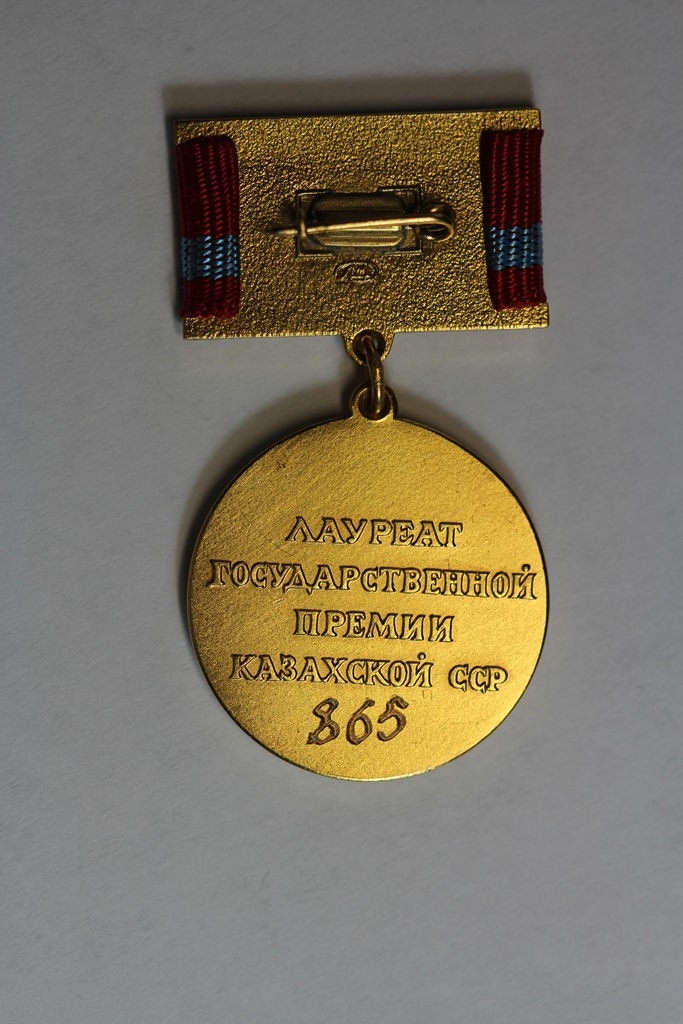 ЛАУРЕАТ
ГОСУДАРСТВЕННОЙ
ПРЕМИИ
КАЗАХСКОЙ ССР
865